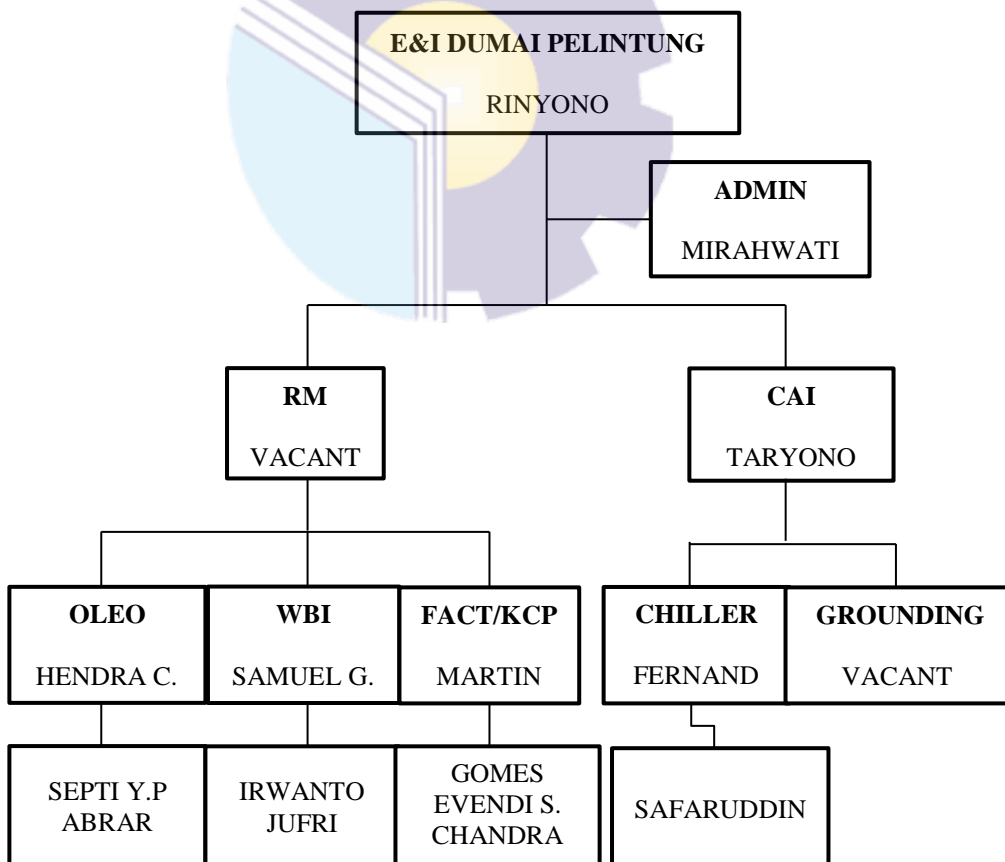 E&I DUMAI PELINTUNG
RINYONO
ADMIN
MIRAHWATI
RM
VACANT
CAI
TARYONO
OLEO
HENDRA C.
WBI
SAMUEL G.
FACT/KCP
MARTIN
CHILLER
FERNAND
GROUNDING
VACANT
SEPTI Y.P
ABRAR
IRWANTO
JUFRI
GOMES
EVENDI S.
CHANDRA
SAFARUDDIN